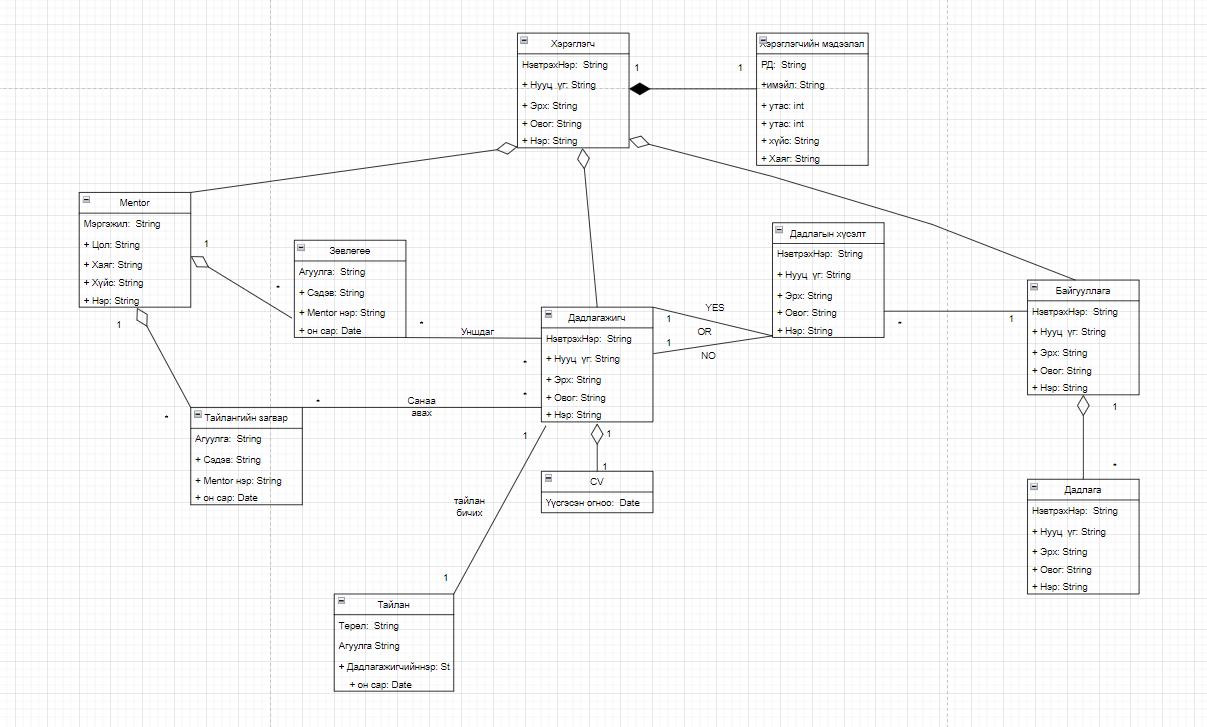 Хэрэглэгч
НэвтрэхНэр: String
+ Нууц үг: String
+ Эрх: String
+ Овог: String
+ Нэр: String
1
1
Хэрэглэгчийн мэдээлэл
РД: String
+имэйл: String
+ утас: int
+ утас: int
+ хүйс: String
+ Хаяг: String
Mentor
Мэргэжил: String
+ Цол: String
+ Хаяг: String
+ Хүйс: String
+ Нэр: String
1
*
1
*
Зөвлөгөө
Агуулга: String
+ Сэдэв: String
+ Mentor нэр: String
+ он сар: Date
*
Уншдаг
*
Дадлагажигч
НэвтрэхНэр: String
+ Нууц үг: String
+ Эрх: String
+ Овог: String
+ Нэр: String
1
YES
OR
1
NO
Дадлагын хүсэлт
НэвтрэхНэр: String
+ Нууц үг: String
+ Эрх: String
+ Овог: String
+ Нэр: String
*
1
Байгууллага
НэвтрэхНэр: String
+ Нууц үг: String
+ Эрх: String
+ Овог: String
+ Нэр: String
1
*
Тайлангийн загвар
Агуулга: String
+ Сэдэв: String
+ Mentor нэр: String
+ он сар: Date
*
Санаа
авах
*
1
1
1
CV
Үүсгэсэн огноо: Date
Дадлага
НэвтрэхНэр: String
+ Нууц үг: String
+ Эрх: String
+ Овог: String
+ Нэр: String
тайлан
бичих
1
Тайлан
Төрөл: String
Агуулга String
+ Дадлагажигчийннэр: St
+ он сар: Date